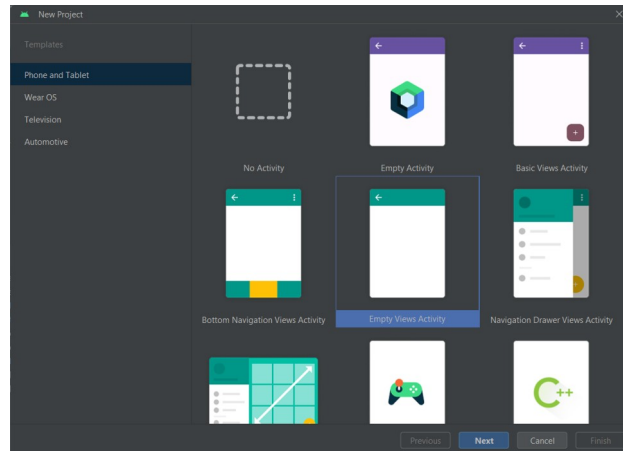 New Project
Templates
Phone and Tablet
Wear OS
Television
Automotive
No Activity
Empty Activity
Basic Views Activity
Bottom Navigation Views Activity
Empty Views Activity
Navigation Drawer Views Activity
C++
Previous
Next
Cancel
Finish